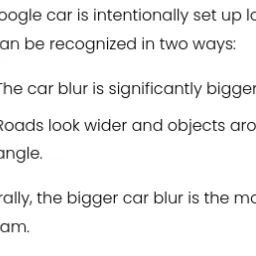 oogle car is intentionally set up lo
an be recognized in two ways:
The car blur is significantly bigger
Roads look wider and objects aro
angle.
rally, the bigger car blur is the mo
am.